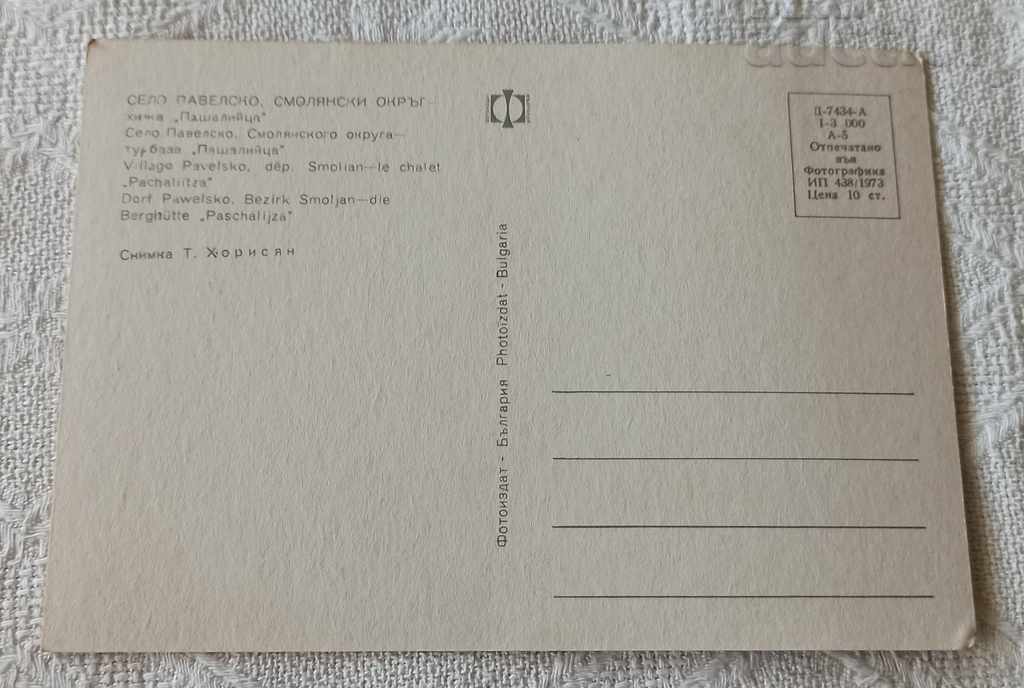 СЕЛО ПАВЕЛСКО, СМОЛЯНСКИ ОКРЪГ—
хижа „Пашалийца"
Село Павелско, Смолянского округа—
турбаза „Пашалийца"
Village Pavelsko, dép. Smolian—le chalet
„Pachaliitza"
Dorf Pawelsko, Bezirk Smoljan—die
Berghütte „Paschalijza"
Снимка Т. Хорисян
Фотоиздат - България Photoizdat - Bulgaria
Д-7434-А
I-3 000
А-5
Отпечатано
във
Фотографика
ИП 438/1973
Цена 10 ст.